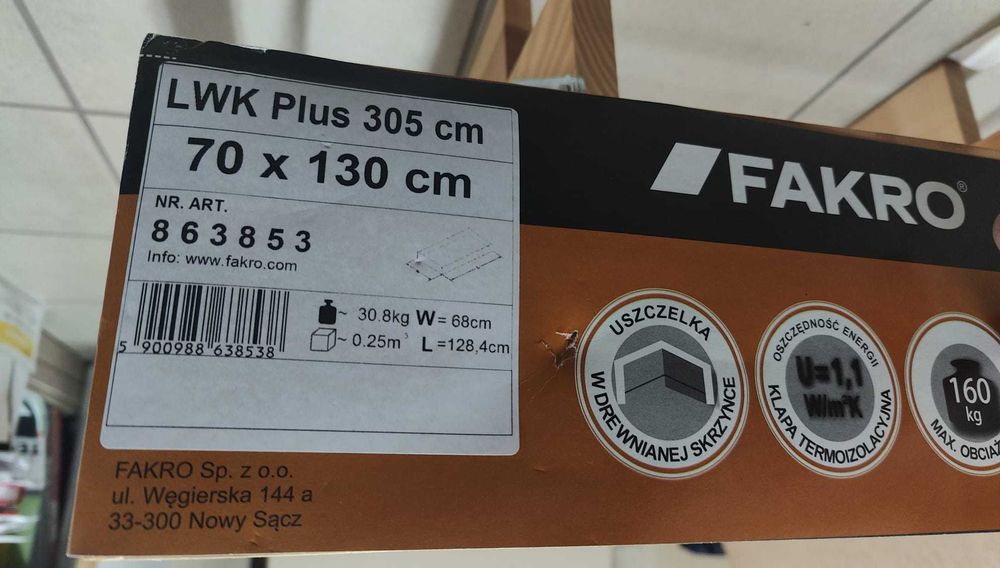 LWK Plus 305 cm
70 x 130 cm
NR. ART.
863853
Info: www.fakro.com
5 900988 638538
~ 30.8kg W= 68cm
~ 0.25m³ L=128,4cm
FAKRO®
USZCZELKA
W DREWNIANEJ SKRZYNCE
OSZCZĘDNOŚĆ ENERGII
U=1,1
W/m²K
KLAPA TERMOIZOLACYJNA
160
kg
MAX.
FAKRO Sp. z o.o.
ul. Węgierska 144 a
33-300 Nowy Sącz